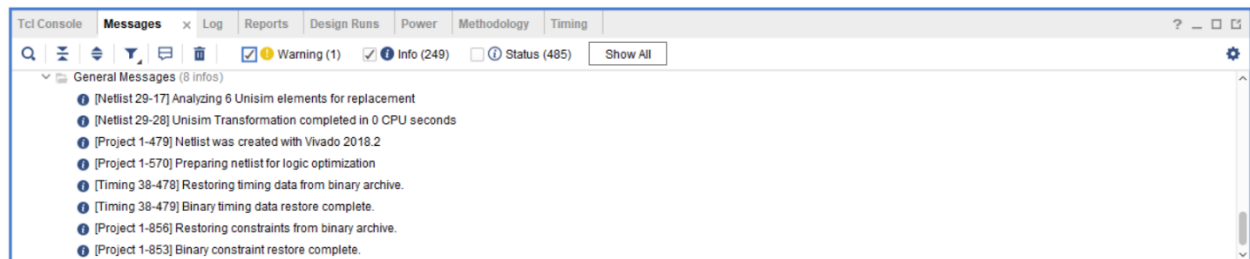 Tcl Console Messages × Log Reports Design Runs Power Methodology Timing ?
Warning (1) Info (249) Status (485) Show All
General Messages (8 infos)
[Netlist 29-17] Analyzing 6 Unisim elements for replacement
[Netlist 29-28] Unisim Transformation completed in 0 CPU seconds
[Project 1-479] Netlist was created with Vivado 2018.2
[Project 1-570] Preparing netlist for logic optimization
[Timing 38-478] Restoring timing data from binary archive.
[Timing 38-479] Binary timing data restore complete.
[Project 1-856] Restoring constraints from binary archive.
[Project 1-853] Binary constraint restore complete.